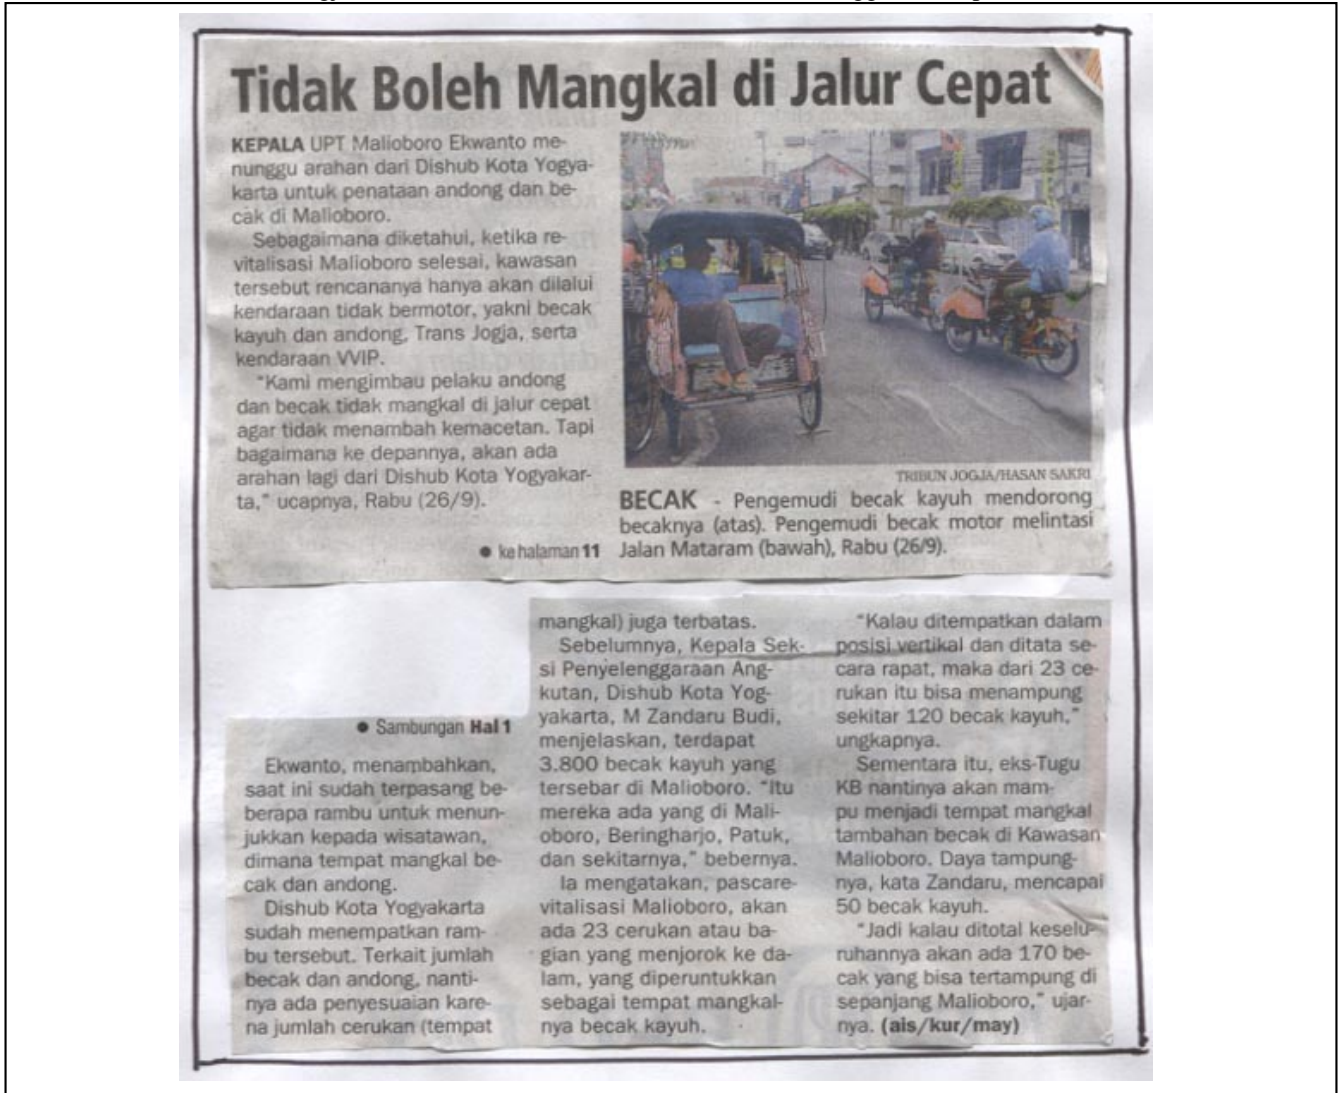 Tidak Boleh Mangkal di Jalur Cepat
KEPALA UPT Malioboro Ekwanto me-
nunggu arahan dari Dishub Kota Yogya-
karta untuk penataan andong dan be-
cak di Malioboro.
Sebagaimana diketahui, ketika re-
vitalisasi Malioboro selesai, kawasan
tersebut rencananya hanya akan dilalui
kendaraan tidak bermotor, yakni becak
kayuh dan andong, Trans Jogja, serta
kendaraan VVIP.
"Kami mengimbau pelaku andong
dan becak tidak mangkal di jalur cepat
agar tidak menambah kemacetan. Tapi
bagaimana ke depannya, akan ada
arahan lagi dari Dishub Kota Yogyakar-
ta," ucapnya, Rabu (26/9).
● ke halaman 11
TRIBUN JOGJA/HASAN SAKRI
BECAK - Pengemudi becak kayuh mendorong
becaknya (atas). Pengemudi becak motor melintasi
Jalan Mataram (bawah), Rabu (26/9).
● Sambungan Hal 1
Ekwanto, menambahkan,
saat ini sudah terpasang be-
berapa rambu untuk menun-
jukkan kepada wisatawan,
dimana tempat mangkal be-
cak dan andong.
Dishub Kota Yogyakarta
sudah menempatkan ram-
bu tersebut. Terkait jumlah
becak dan andong, nanti-
nya ada penyesuaian kare-
na jumlah cerukan (tempat
mangkal) juga terbatas.
Sebelumnya, Kepala Sek-
si Penyelenggaraan Ang-
kutan, Dishub Kota Yog-
yakarta, M Zandaru Budi,
menjelaskan, terdapat
3.800 becak kayuh yang
tersebar di Malioboro. "Itu
mereka ada yang di Mali-
oboro, Beringharjo, Patuk,
dan sekitarnya," bebernya.
Ia mengatakan, pascare-
vitalisasi Malioboro, akan
ada 23 cerukan atau ba-
gian yang menjorok ke da-
lam, yang diperuntukkan
sebagai tempat mangkal-
nya becak kayuh.
"Kalau ditempatkan dalam
posisi vertikal dan ditata se-
cara rapat, maka dari 23 ce-
rukan itu bisa menampung
sekitar 120 becak kayuh,"
ungkapnya.
Sementara itu, eks-Tugu
KB nantinya akan mam-
pu menjadi tempat mangkal
tambahan becak di Kawasan
Malioboro. Daya tampung-
nya, kata Zandaru, mencapai
50 becak kayuh.
"Jadi kalau ditotal keselu-
ruhannya akan ada 170 be-
cak yang bisa tertampung di
sepanjang Malioboro," ujar-
nya. (ais/kur/may)